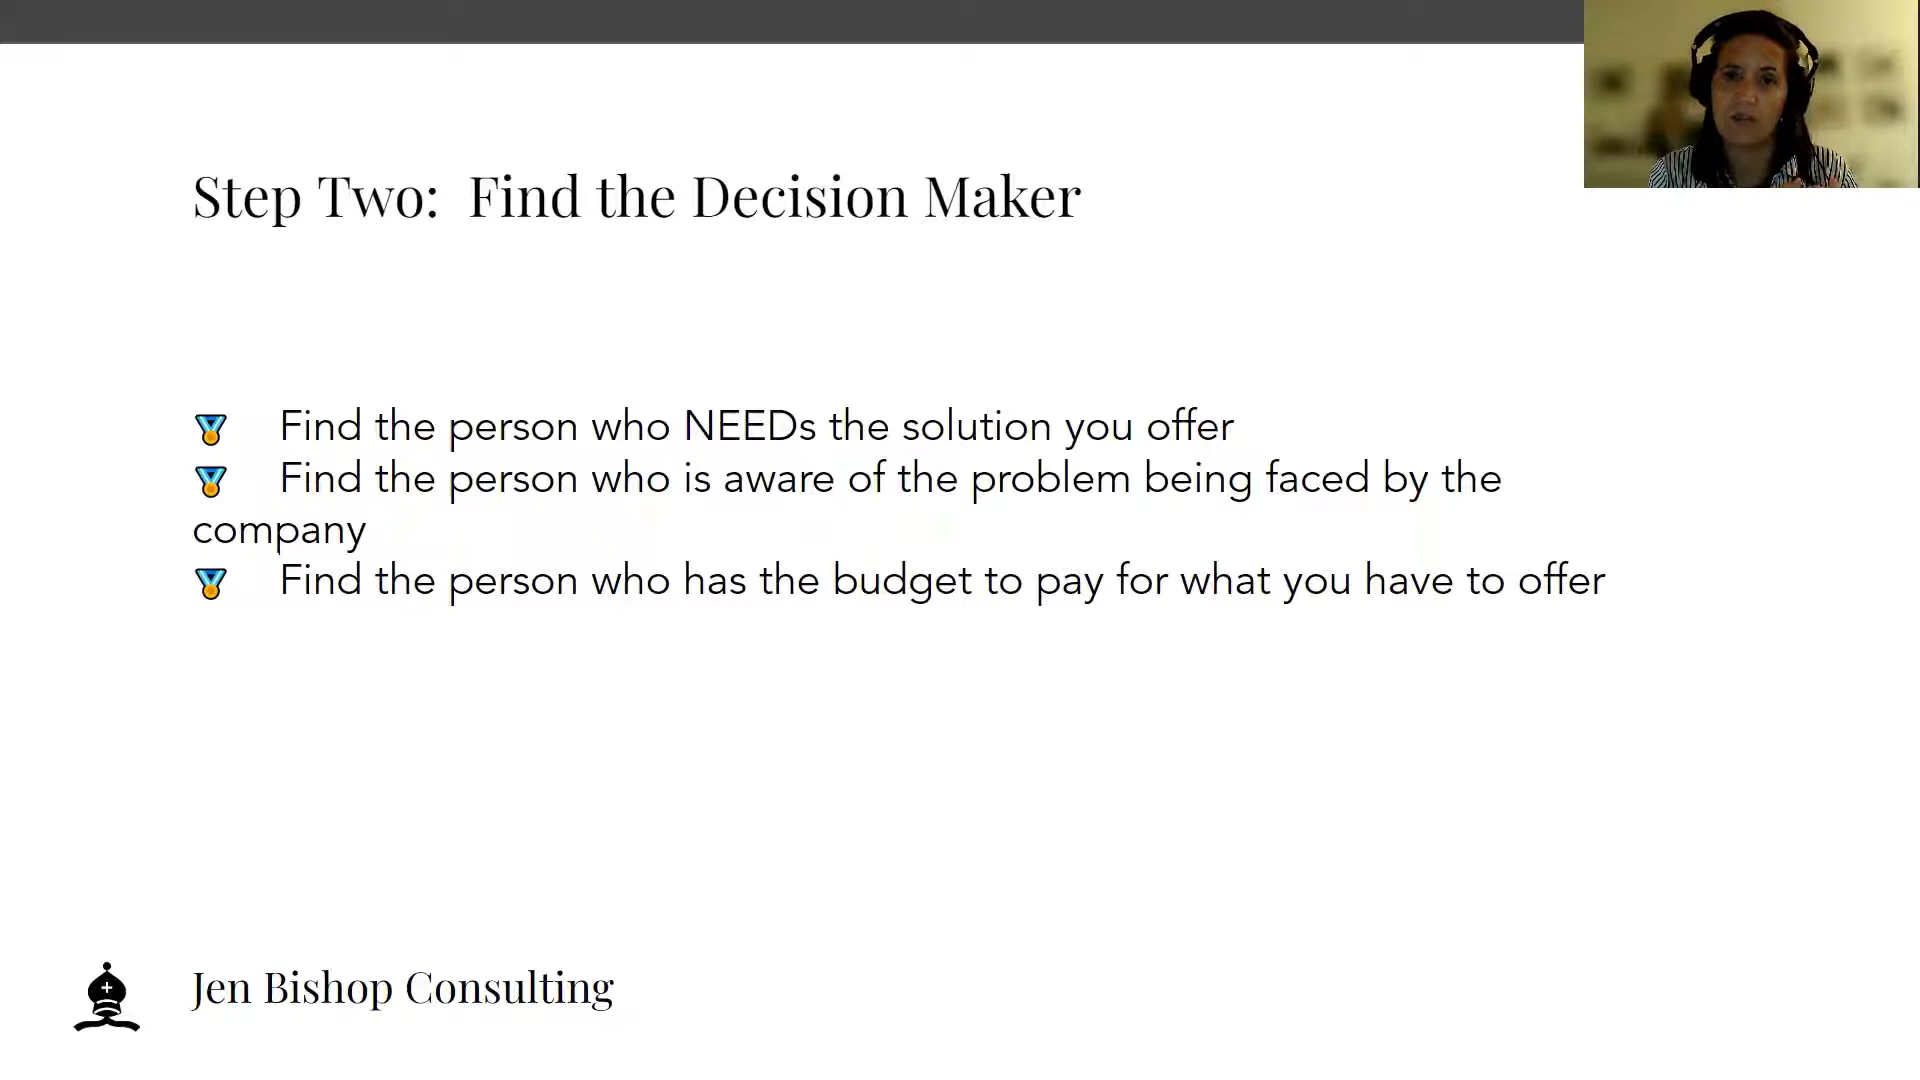 Step Two: Find the Decision Maker
Find the person who NEEDs the solution you offer
Find the person who is aware of the problem being faced by the
company
Find the person who has the budget to pay for what you have to offer
Jen Bishop Consulting